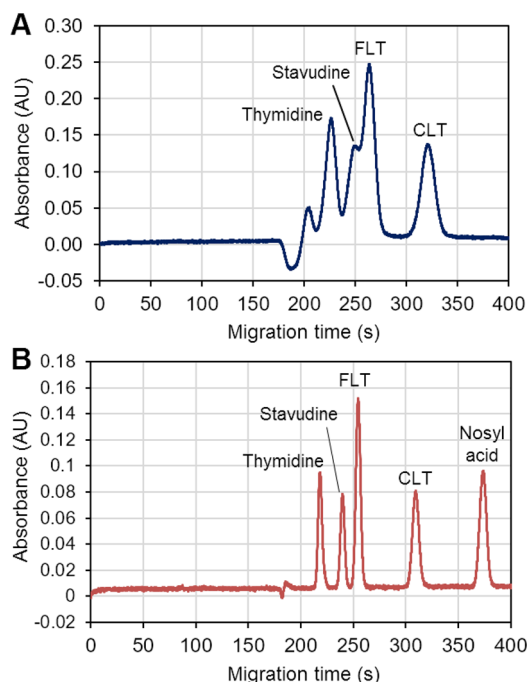 A
0.30
0.25
0.20
0.15
0.10
0.05
0.00
-0.05
Absorbance (AU)
FLT
Stavudine
Thymidine
CLT
0 50 100 150 200 250 300 350 400
Migration time (s)
B
0.18
0.16
0.14
0.12
0.1
0.08
0.06
0.04
0.02
0
-0.02
Absorbance (AU)
FLT
Stavudine
Thymidine
CLT
Nosyl
acid
0 50 100 150 200 250 300 350 400
Migration time (s)